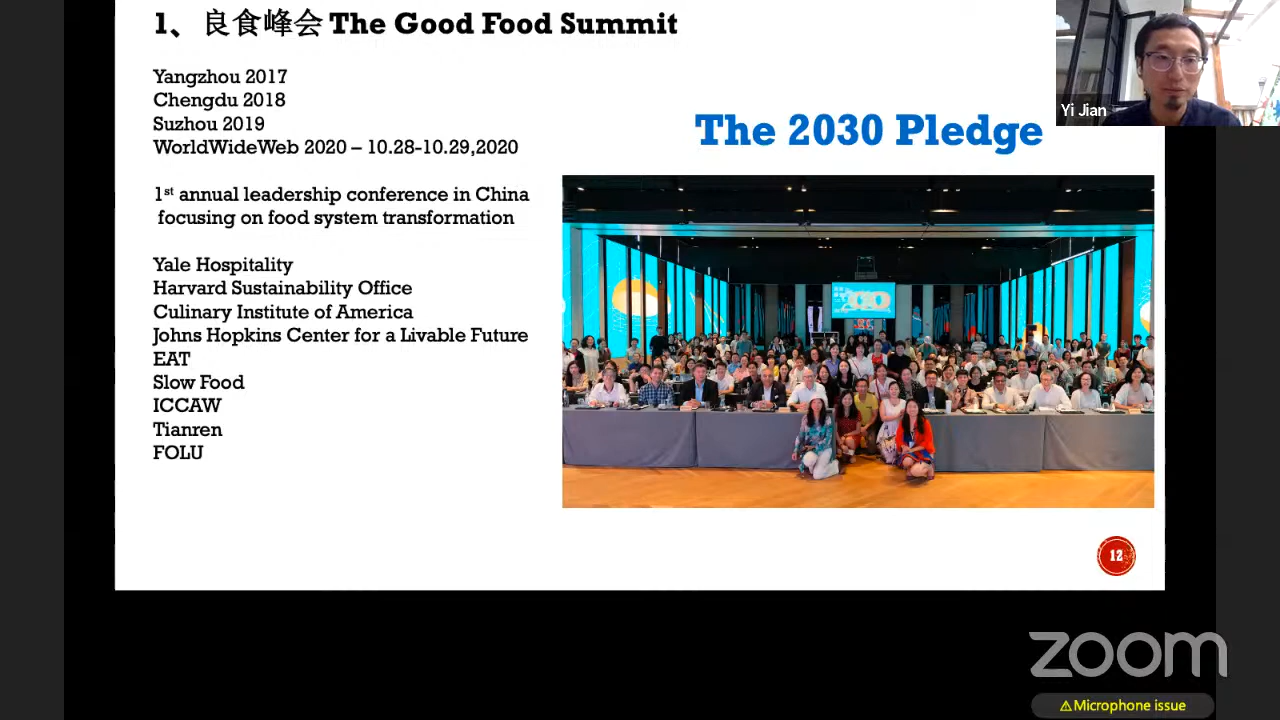 1、良食峰会 The Good Food Summit
Yangzhou 2017
Chengdu 2018
Suzhou 2019
WorldWideWeb 2020 – 10.28-10.29,2020
1st annual leadership conference in China
focusing on food system transformation
Yale Hospitality
Harvard Sustainability Office
Culinary Institute of America
Johns Hopkins Center for a Livable Future
EAT
Slow Food
ICCAW
Tianren
FOLU
The 2030 Pledge
Yi Jian
12
zoom
⚠Microphone issue